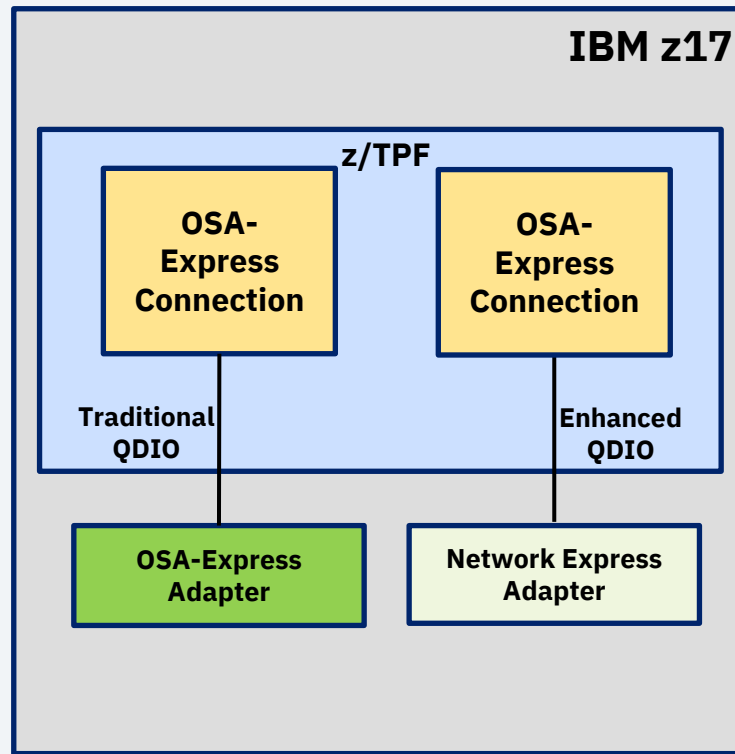 IBM z17
z/TPF
OSA-
Express
Connection
OSA-
Express
Connection
Traditional
QDIO
Enhanced
QDIO
OSA-Express
Adapter
Network Express
Adapter